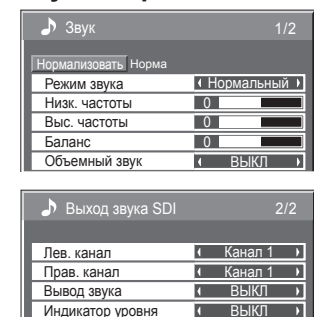 Звук 1/2
Нормализовать Норма
Режим звука Нормальный
Низк. частоты 0
Выс. частоты 0
Баланс 0
Объемный звук ВЫКЛ
Выход звука SDI 2/2
Лев. канал Канал 1
Прав. канал Канал 1
Вывод звука ВЫКЛ
Индикатор уровня ВЫКЛ